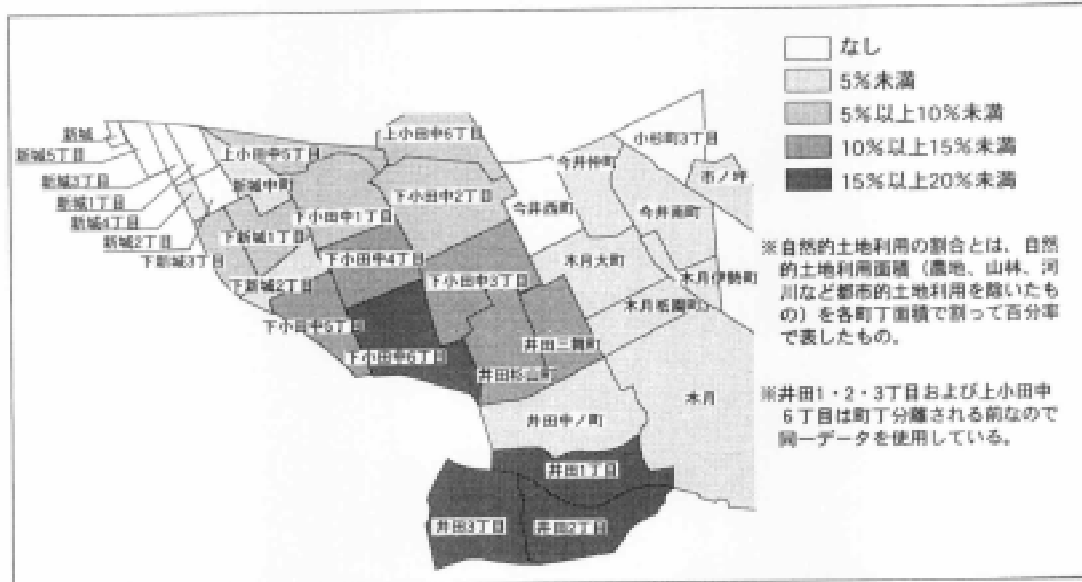 なし
5%未満
5%以上10%未満
10%以上15%未満
15%以上20%未満
※自然的土地利用の割合とは、自然
的土地利用面積（農地、山林、河
川など都市的土地利用を除いたも
の）を各町丁面積で割って百分率
で表したもの。
※井田1・2・3丁目および上小田中
6丁目は町丁分離される前なので
同一データを使用している。
新城
新城5丁目
新城3丁目
新城1丁目
新城4丁目
新城2丁目
下新城3丁目
上小田中6丁目
上小田中5丁目
新城中町
下小田中1丁目
下小田中2丁目
下新城1丁目
下新城2丁目
下小田中4丁目
下小田中3丁目
下小田中5丁目
下小田中6丁目
小杉町3丁目
今井仲町
市ノ坪
今井西町
今井南町
木月大町
木月伊勢町
木月祗園町
井田三舞町
井田杉山町
木月
井田中ノ町
井田1丁目
井田3丁目
井田2丁目